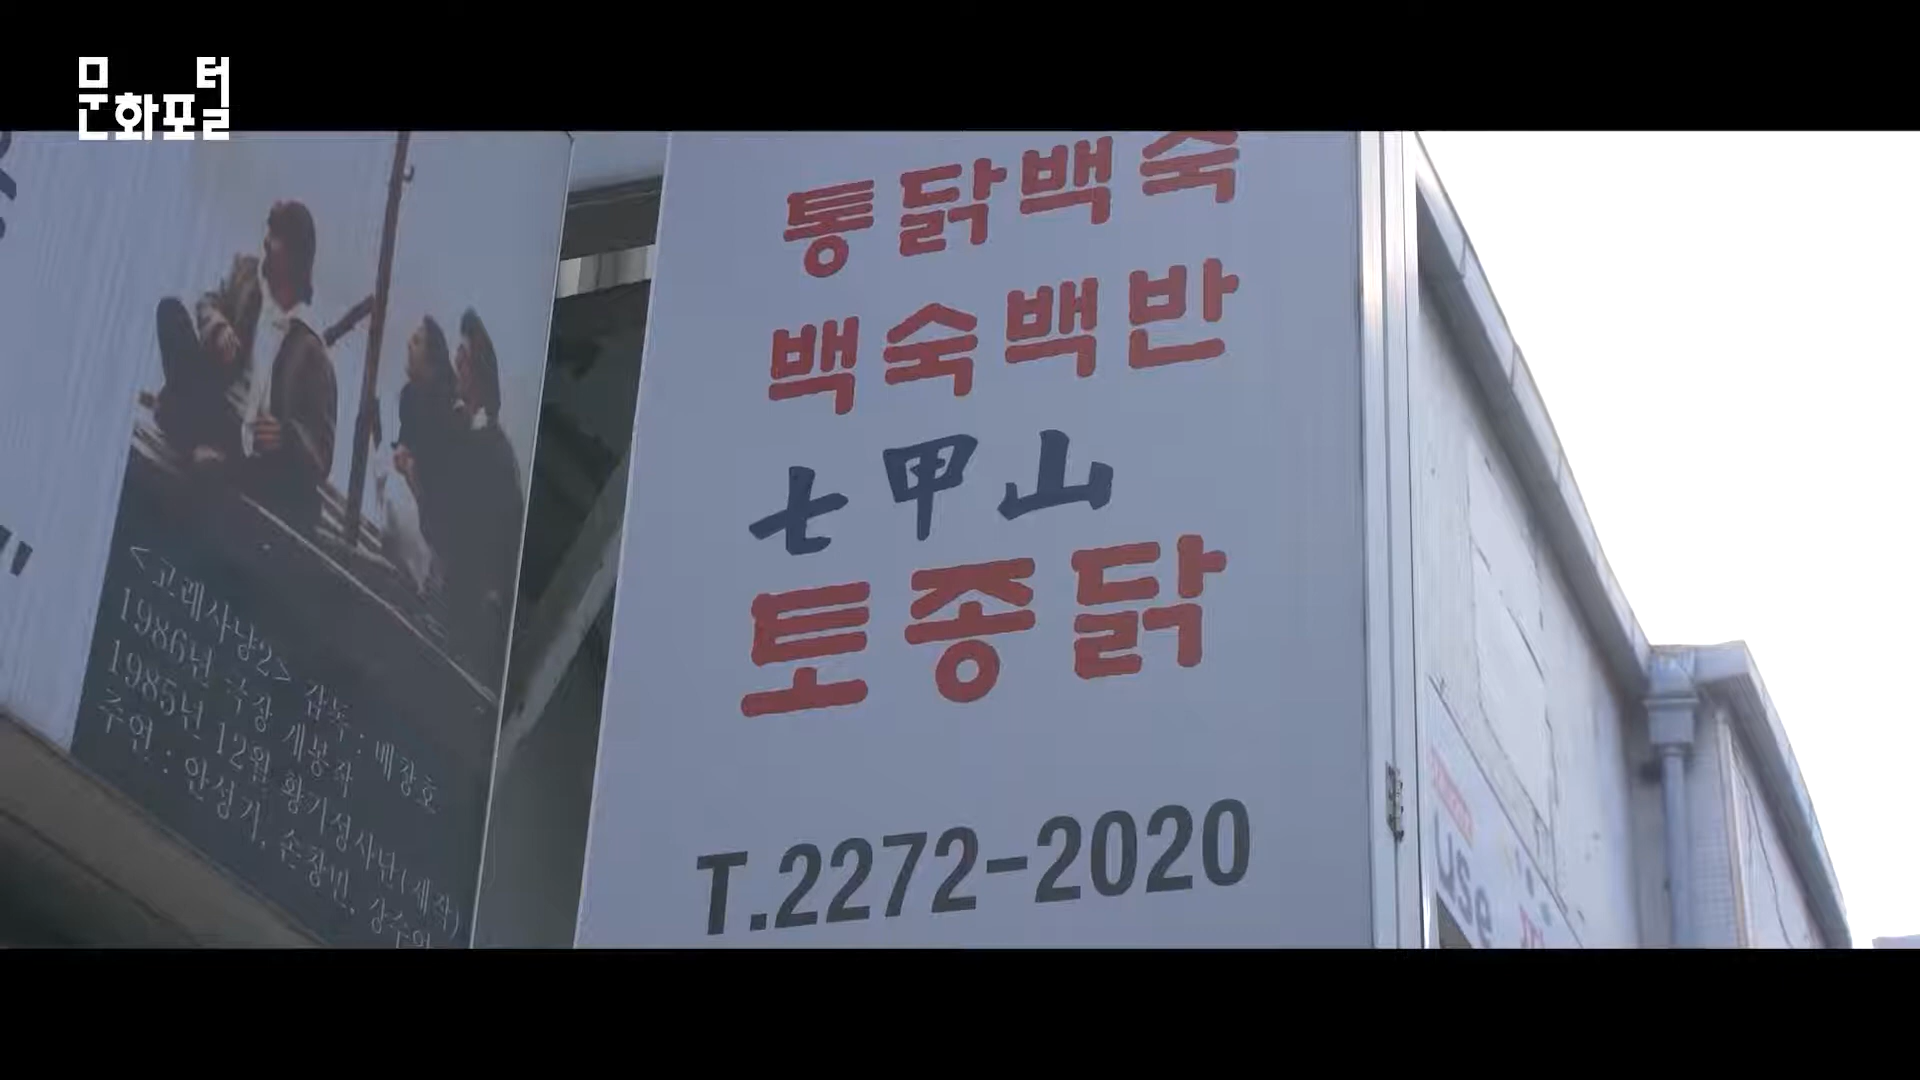 문화포털
통닭백숙
백숙백반
七甲山
토종닭
T.2272-2020
<고래사냥2> 감독 : 배창호
1986년 구정 개봉작
1985년 12월 황기성사단(제작)
주연 : 안성기, 손창민, 강수연
use